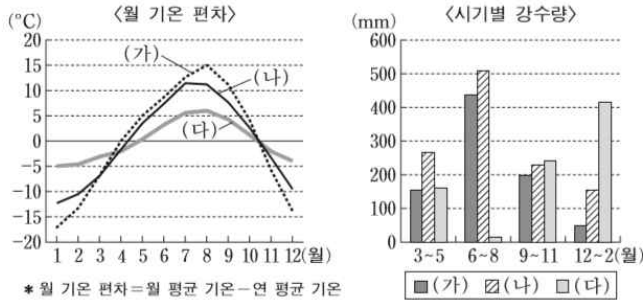 〈월 기온 편차〉
(℃)
20
15
10
5
0
−5
−10
−15
−20
(가)
(나)
(다)
1 2 3 4 5 6 7 8 9 10 11 12(월)
* 월 기온 편차=월 평균 기온−연 평균 기온
〈시기별 강수량〉
(mm)
600
500
400
300
200
100
0
3~5 6~8 9~11 12~2(월)
(가) (나) (다)